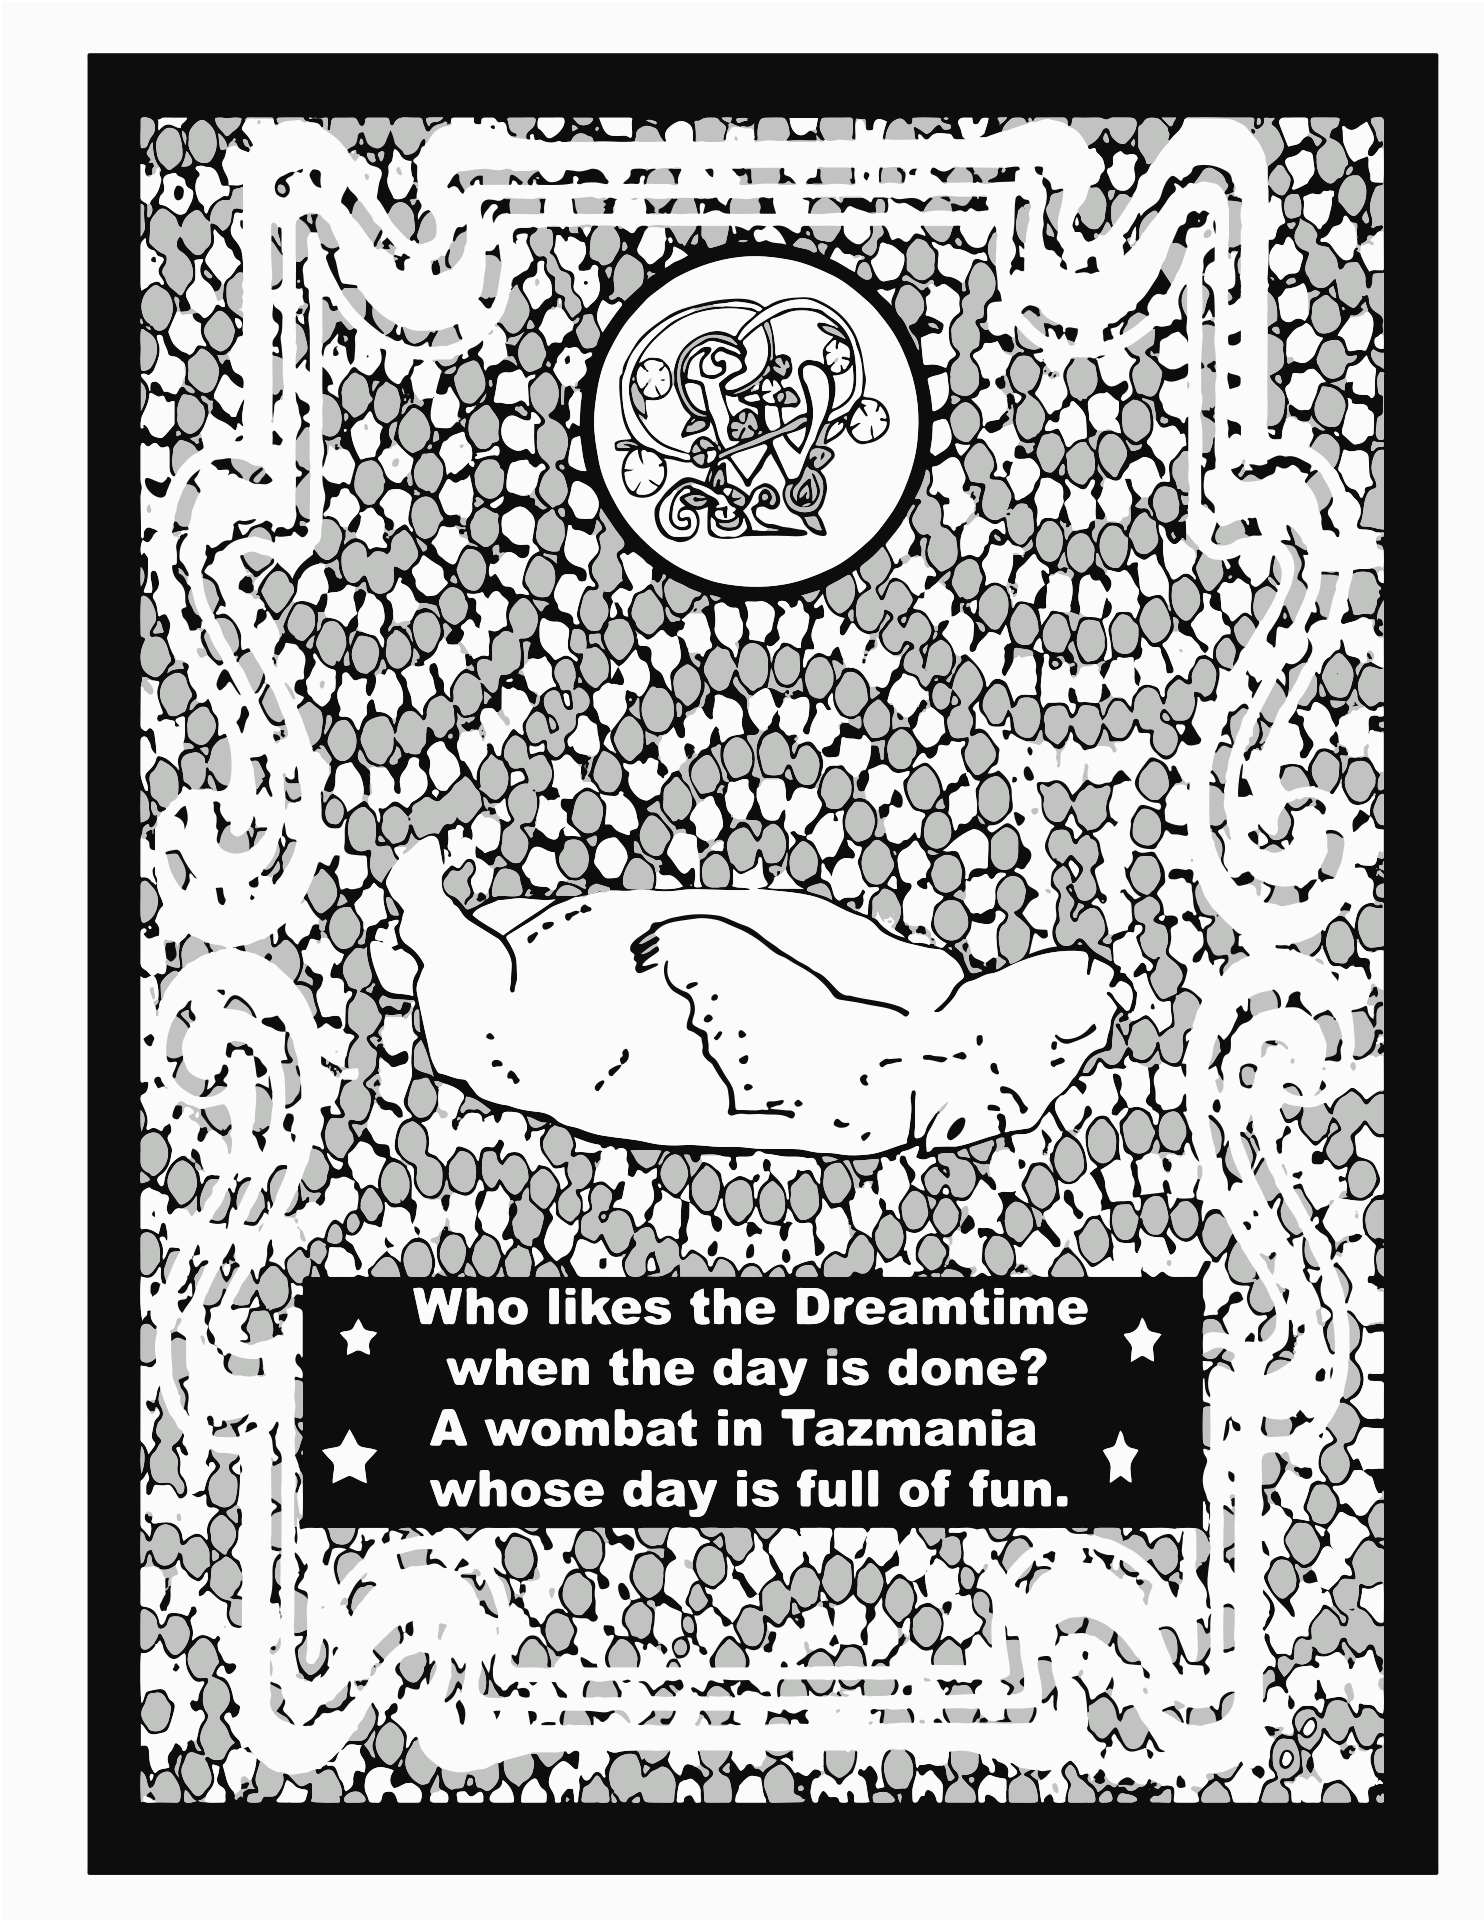 W
Who likes the Dreamtime
when the day is done?
A wombat in Tazmania
whose day is full of fun.